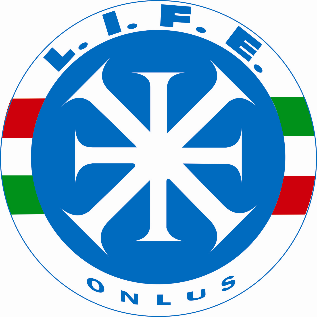 L. I. F. E.
ONLUS